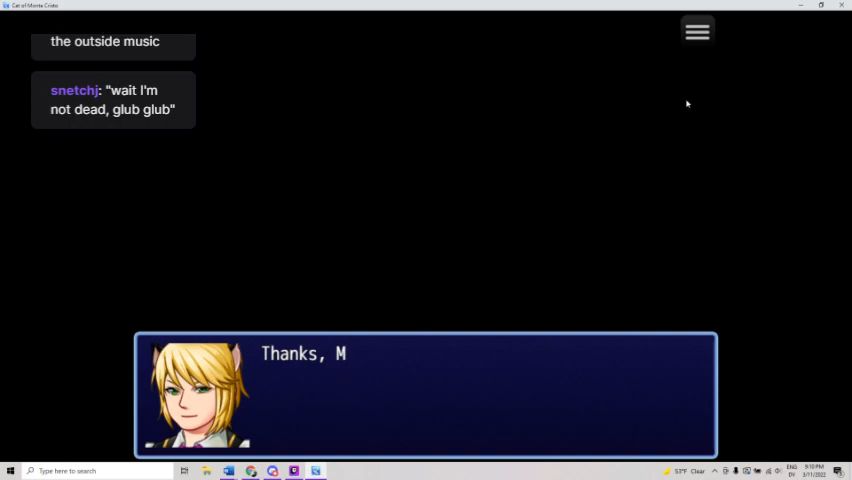 Cat of Monte Cristo
the outside music
snetchj: "wait I'm
not dead, glub glub"
Thanks, M
Type here to search
53°F Clear
ENG
DV
9:10 PM
3/11/2022